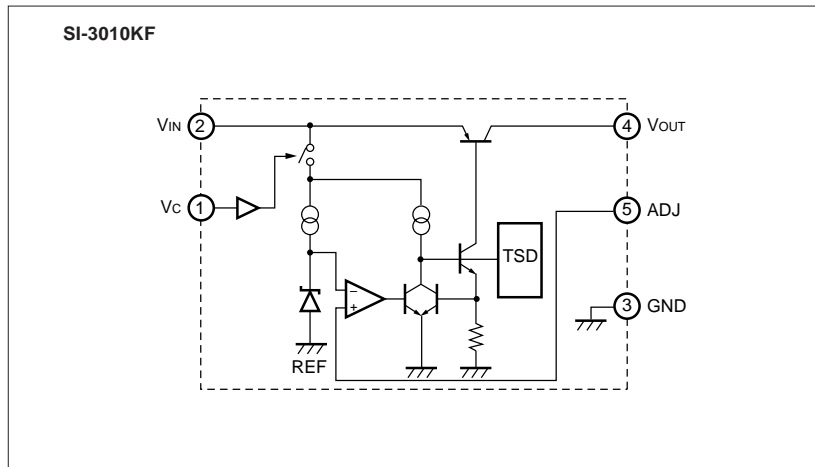 SI-3010KF
VIN 2
4 VOUT
VC 1
5 ADJ
TSD
−
+
3 GND
REF